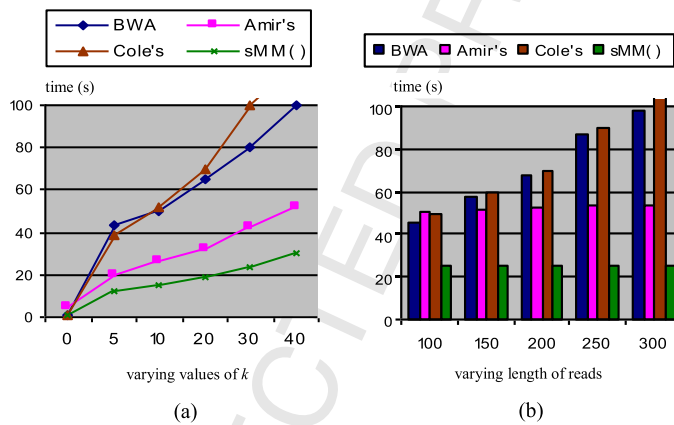 BWA Amir's
Cole's sMM( )
time (s)
100
80
60
40
20
0
0 5 10 20 30 40
varying values of k
(a)
BWA Amir's Cole's sMM( )
time (s)
100
80
60
40
20
0
100 150 200 250 300
varying length of reads
(b)